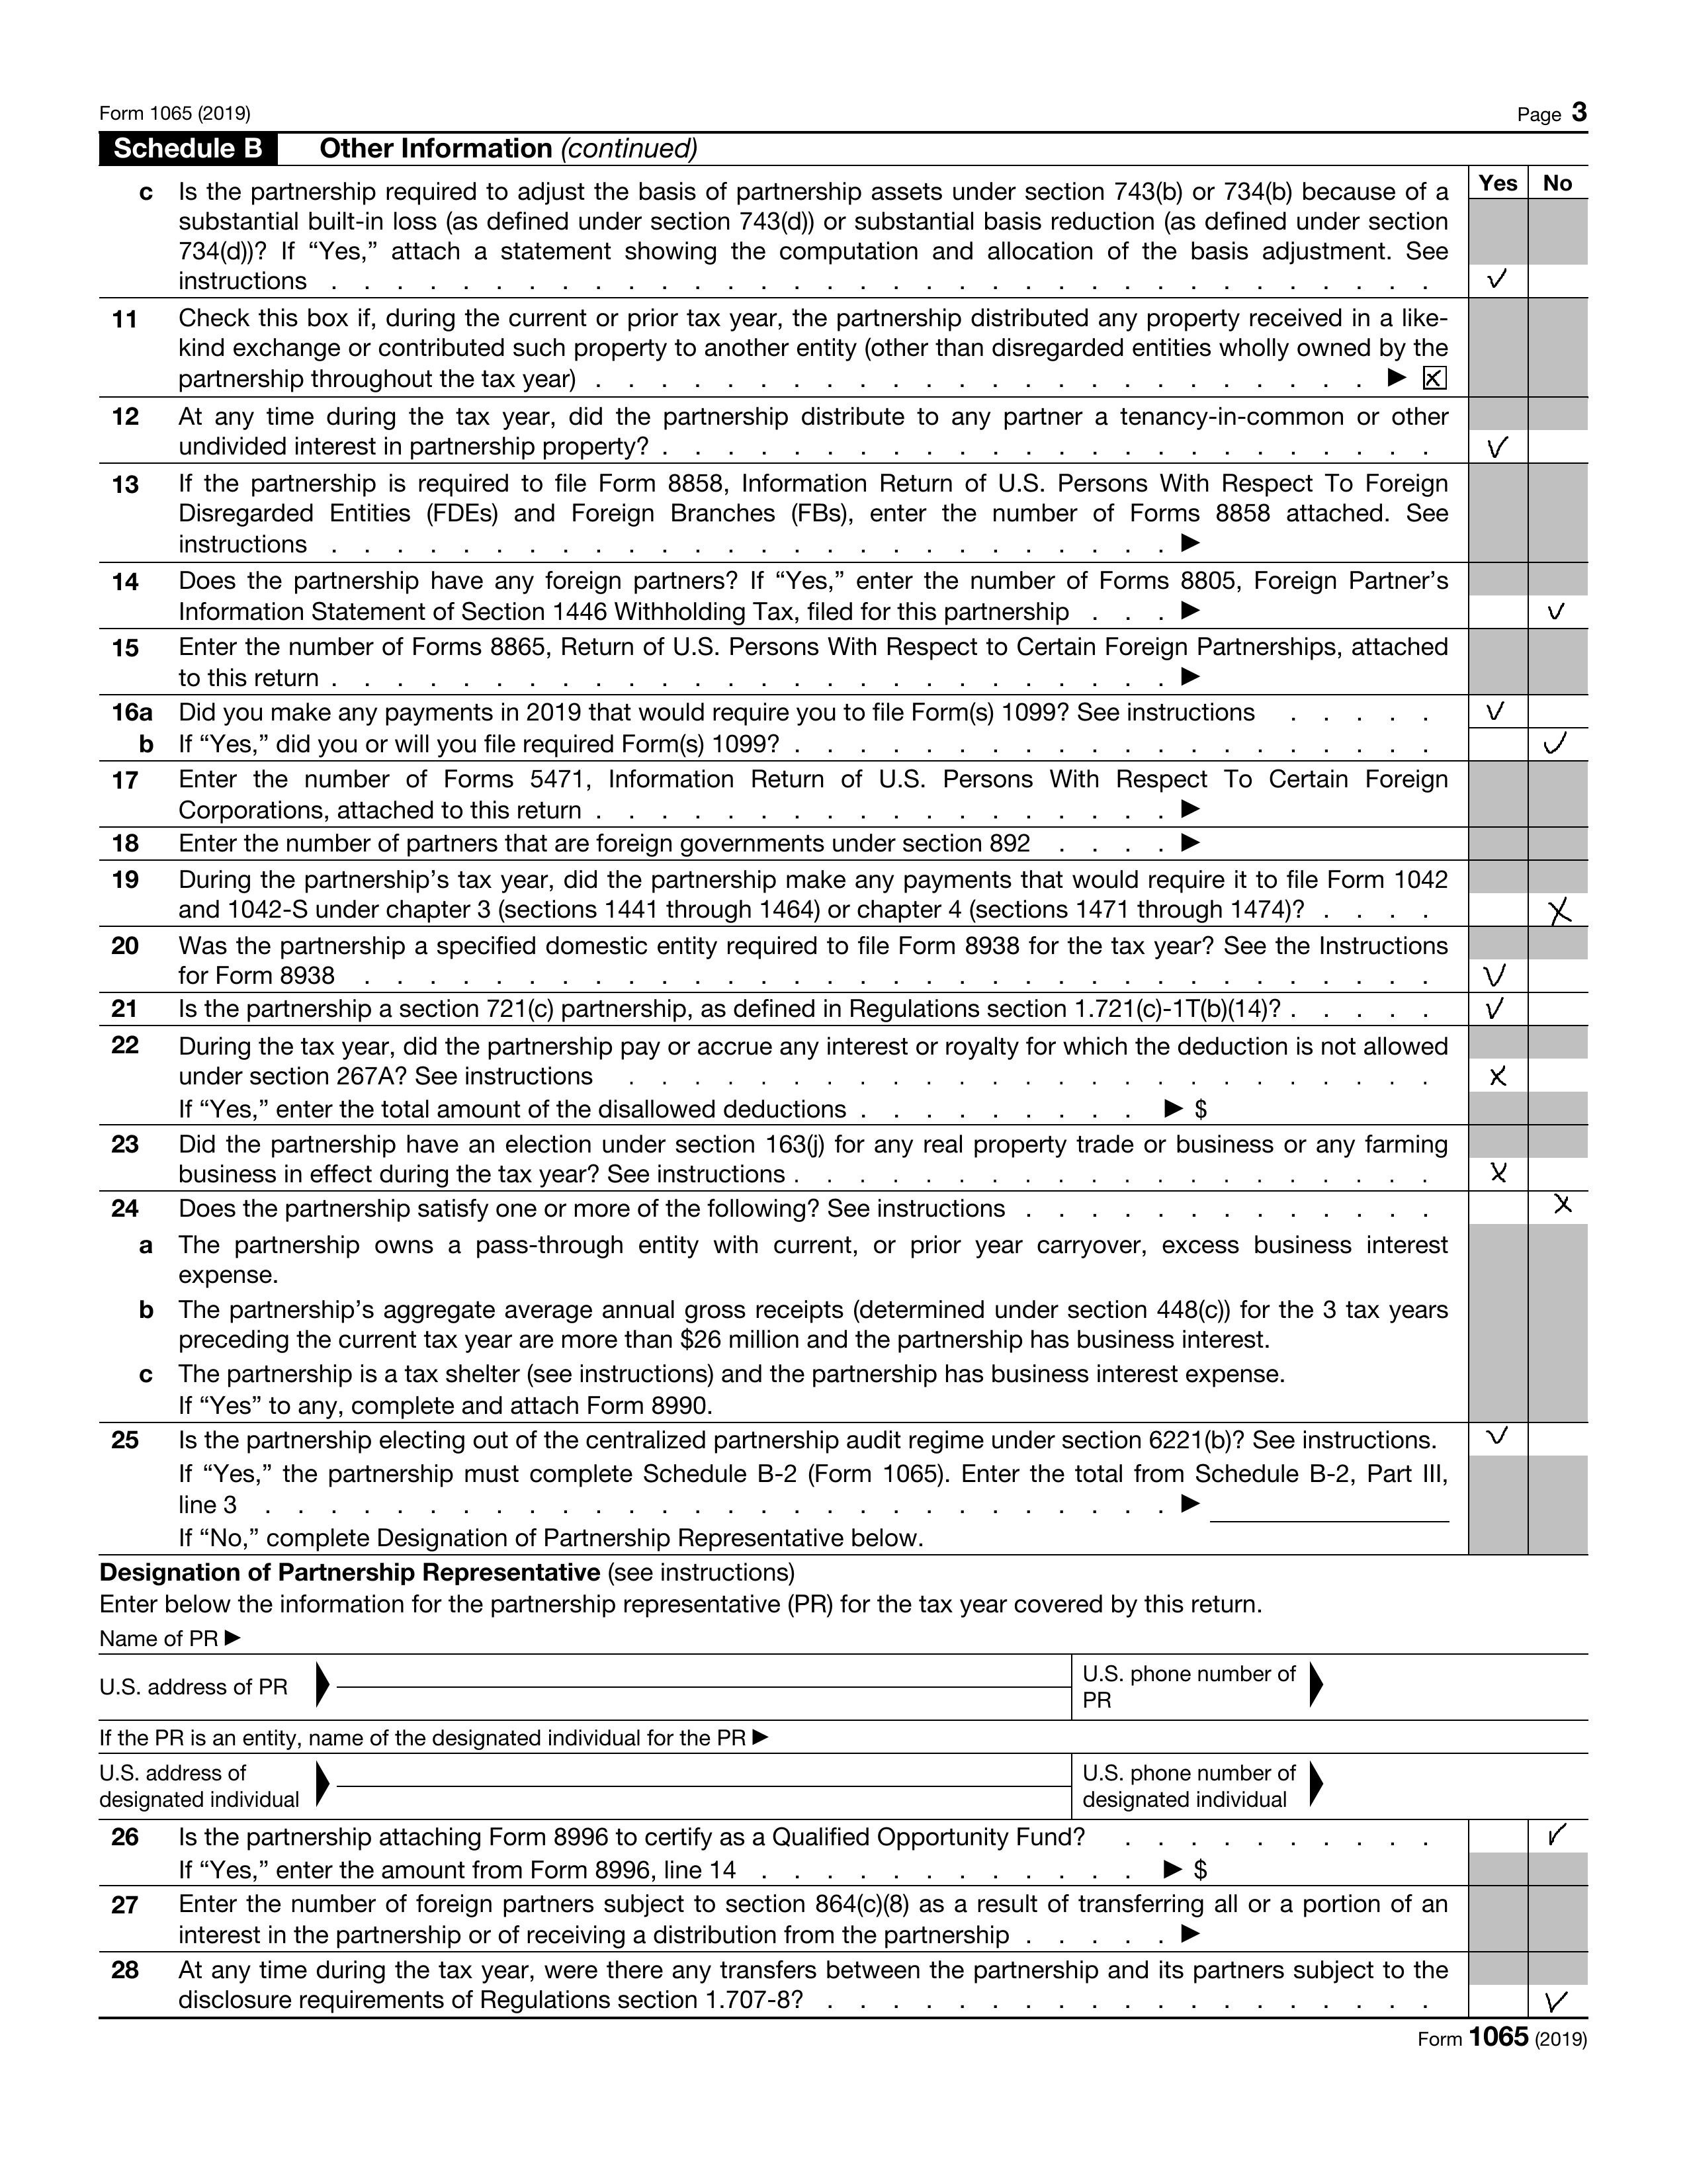 Form 1065 (2019) Page 3
Schedule B Other Information (continued)
Yes No
c Is the partnership required to adjust the basis of partnership assets under section 743(b) or 734(b) because of a
substantial built-in loss (as defined under section 743(d)) or substantial basis reduction (as defined under section
734(d))? If “Yes,” attach a statement showing the computation and allocation of the basis adjustment. See
instructions . . . . . . . . . . . . . . . . . . . . . . . . . . . . . . . . . . ✓
11 Check this box if, during the current or prior tax year, the partnership distributed any property received in a like-
kind exchange or contributed such property to another entity (other than disregarded entities wholly owned by the
partnership throughout the tax year) . . . . . . . . . . . . . . . . . . . . . . . . ▶ ☒
12 At any time during the tax year, did the partnership distribute to any partner a tenancy-in-common or other
undivided interest in partnership property? . . . . . . . . . . . . . . . . . . . . . . . . ✓
13 If the partnership is required to file Form 8858, Information Return of U.S. Persons With Respect To Foreign
Disregarded Entities (FDEs) and Foreign Branches (FBs), enter the number of Forms 8858 attached. See
instructions . . . . . . . . . . . . . . . . . . . . . . . . . . ▶
14 Does the partnership have any foreign partners? If “Yes,” enter the number of Forms 8805, Foreign Partner’s
Information Statement of Section 1446 Withholding Tax, filed for this partnership . . . ▶ ✓
15 Enter the number of Forms 8865, Return of U.S. Persons With Respect to Certain Foreign Partnerships, attached
to this return . . . . . . . . . . . . . . . . . . . . . . . . . . ▶
16a Did you make any payments in 2019 that would require you to file Form(s) 1099? See instructions . . . . . ✓
b If “Yes,” did you or will you file required Form(s) 1099? . . . . . . . . . . . . . . . . . . . . ✓
17 Enter the number of Forms 5471, Information Return of U.S. Persons With Respect To Certain Foreign
Corporations, attached to this return . . . . . . . . . . . . . . . . . . ▶
18 Enter the number of partners that are foreign governments under section 892 . . . . ▶
19 During the partnership’s tax year, did the partnership make any payments that would require it to file Form 1042
and 1042-S under chapter 3 (sections 1441 through 1464) or chapter 4 (sections 1471 through 1474)? . . . . X
20 Was the partnership a specified domestic entity required to file Form 8938 for the tax year? See the Instructions
for Form 8938 . . . . . . . . . . . . . . . . . . . . . . . . . . . . . . . . . ✓
21 Is the partnership a section 721(c) partnership, as defined in Regulations section 1.721(c)-1T(b)(14)? . . . . . ✓
22 During the tax year, did the partnership pay or accrue any interest or royalty for which the deduction is not allowed
under section 267A? See instructions . . . . . . . . . . . . . . . . . . . . . . . . . X
If “Yes,” enter the total amount of the disallowed deductions . . . . . . . . . ▶ $
23 Did the partnership have an election under section 163(j) for any real property trade or business or any farming
business in effect during the tax year? See instructions . . . . . . . . . . . . . . . . . . . . X
24 Does the partnership satisfy one or more of the following? See instructions . . . . . . . . . . . . . X
a The partnership owns a pass-through entity with current, or prior year carryover, excess business interest
expense.
b The partnership’s aggregate average annual gross receipts (determined under section 448(c)) for the 3 tax years
preceding the current tax year are more than $26 million and the partnership has business interest.
c The partnership is a tax shelter (see instructions) and the partnership has business interest expense.
If “Yes” to any, complete and attach Form 8990.
25 Is the partnership electing out of the centralized partnership audit regime under section 6221(b)? See instructions. ✓
If “Yes,” the partnership must complete Schedule B-2 (Form 1065). Enter the total from Schedule B-2, Part III,
line 3 . . . . . . . . . . . . . . . . . . . . . . . . . . . . ▶
If “No,” complete Designation of Partnership Representative below.
Designation of Partnership Representative (see instructions)
Enter below the information for the partnership representative (PR) for the tax year covered by this return.
Name of PR ▶
U.S. address of PR ▶ U.S. phone number of
PR ▶
If the PR is an entity, name of the designated individual for the PR ▶
U.S. address of
designated individual ▶ U.S. phone number of
designated individual ▶
26 Is the partnership attaching Form 8996 to certify as a Qualified Opportunity Fund? . . . . . . . . . . ✓
If “Yes,” enter the amount from Form 8996, line 14 . . . . . . . . . . . . ▶ $
27 Enter the number of foreign partners subject to section 864(c)(8) as a result of transferring all or a portion of an
interest in the partnership or of receiving a distribution from the partnership . . . . . ▶
28 At any time during the tax year, were there any transfers between the partnership and its partners subject to the
disclosure requirements of Regulations section 1.707-8? . . . . . . . . . . . . . . . . . . . ✓
Form 1065 (2019)